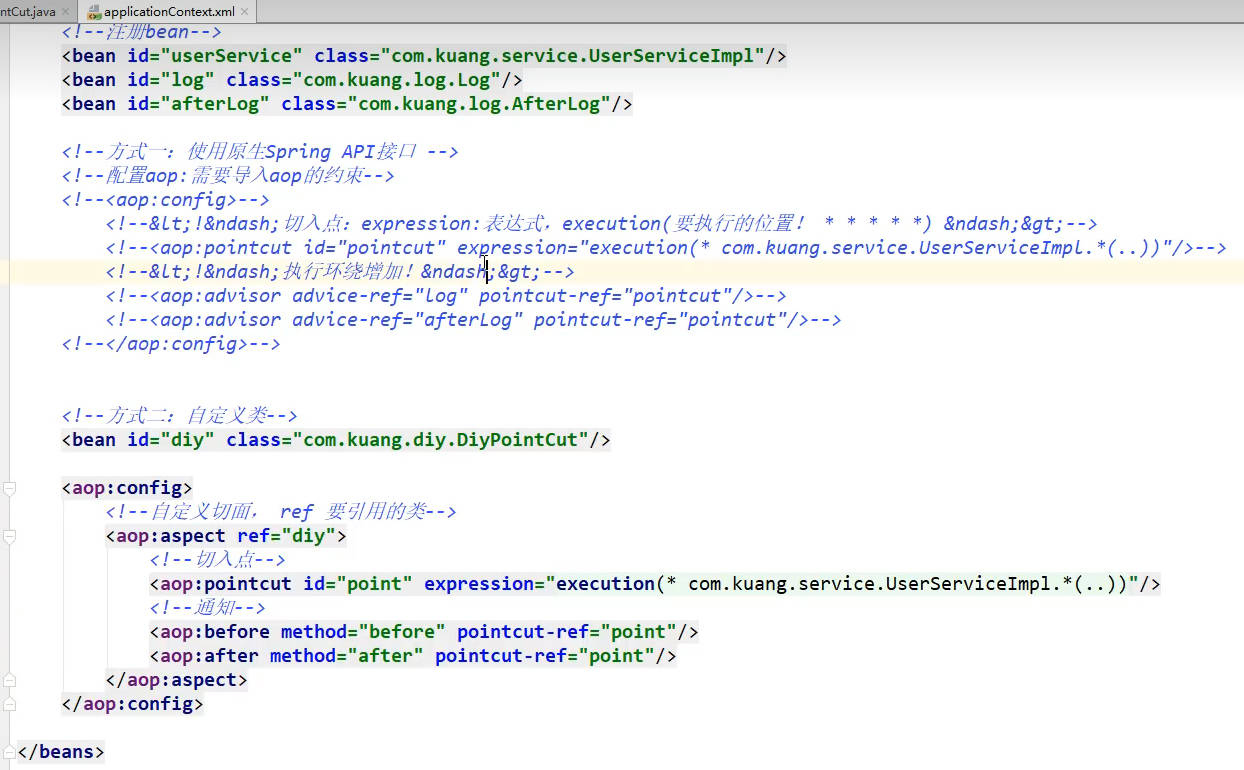 ntCut.java × applicationContext.xml ×
<!--注册bean-->
<bean id="userService" class="com.kuang.service.UserServiceImpl"/>
<bean id="log" class="com.kuang.log.Log"/>
<bean id="afterLog" class="com.kuang.log.AfterLog"/>
<!--方式一：使用原生Spring API接口 -->
<!--配置aop:需要导入aop的约束-->
<!--<aop:config>-->
<!--&lt;!&ndash;切入点：expression:表达式，execution(要执行的位置！ * * * * *) &ndash;&gt;-->
<!--<aop:pointcut id="pointcut" expression="execution(* com.kuang.service.UserServiceImpl.*(..))"/>-->
<!--&lt;!&ndash;执行环绕增加！&ndash;&gt;-->
<!--<aop:advisor advice-ref="log" pointcut-ref="pointcut"/>-->
<!--<aop:advisor advice-ref="afterLog" pointcut-ref="pointcut"/>-->
<!--</aop:config>-->
<!--方式二：自定义类-->
<bean id="diy" class="com.kuang.diy.DiyPointCut"/>
<aop:config>
<!--自定义切面， ref 要引用的类-->
<aop:aspect ref="diy">
<!--切入点-->
<aop:pointcut id="point" expression="execution(* com.kuang.service.UserServiceImpl.*(..))"/>
<!--通知-->
<aop:before method="before" pointcut-ref="point"/>
<aop:after method="after" pointcut-ref="point"/>
</aop:aspect>
</aop:config>
</beans>